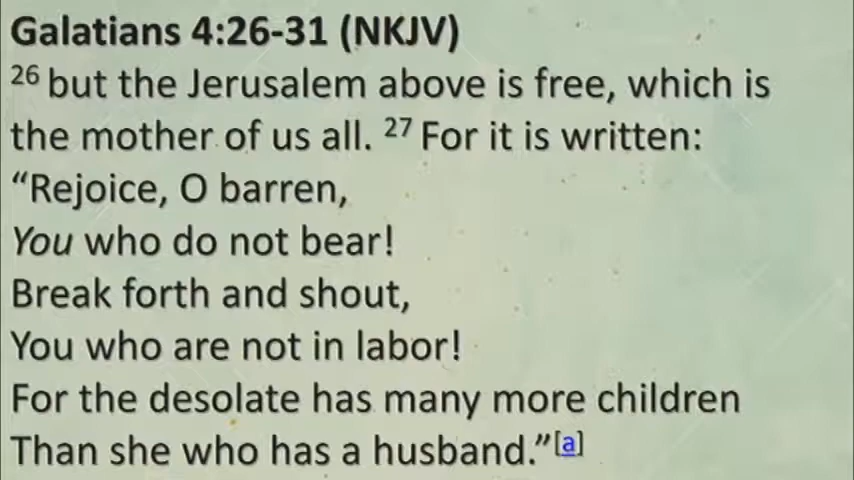 Galatians 4:26-31 (NKJV)
26 but the Jerusalem above is free, which is
the mother of us all. 27 For it is written:
“Rejoice, O barren,
You who do not bear!
Break forth and shout,
You who are not in labor!
For the desolate has many more children
Than she who has a husband.”[a]